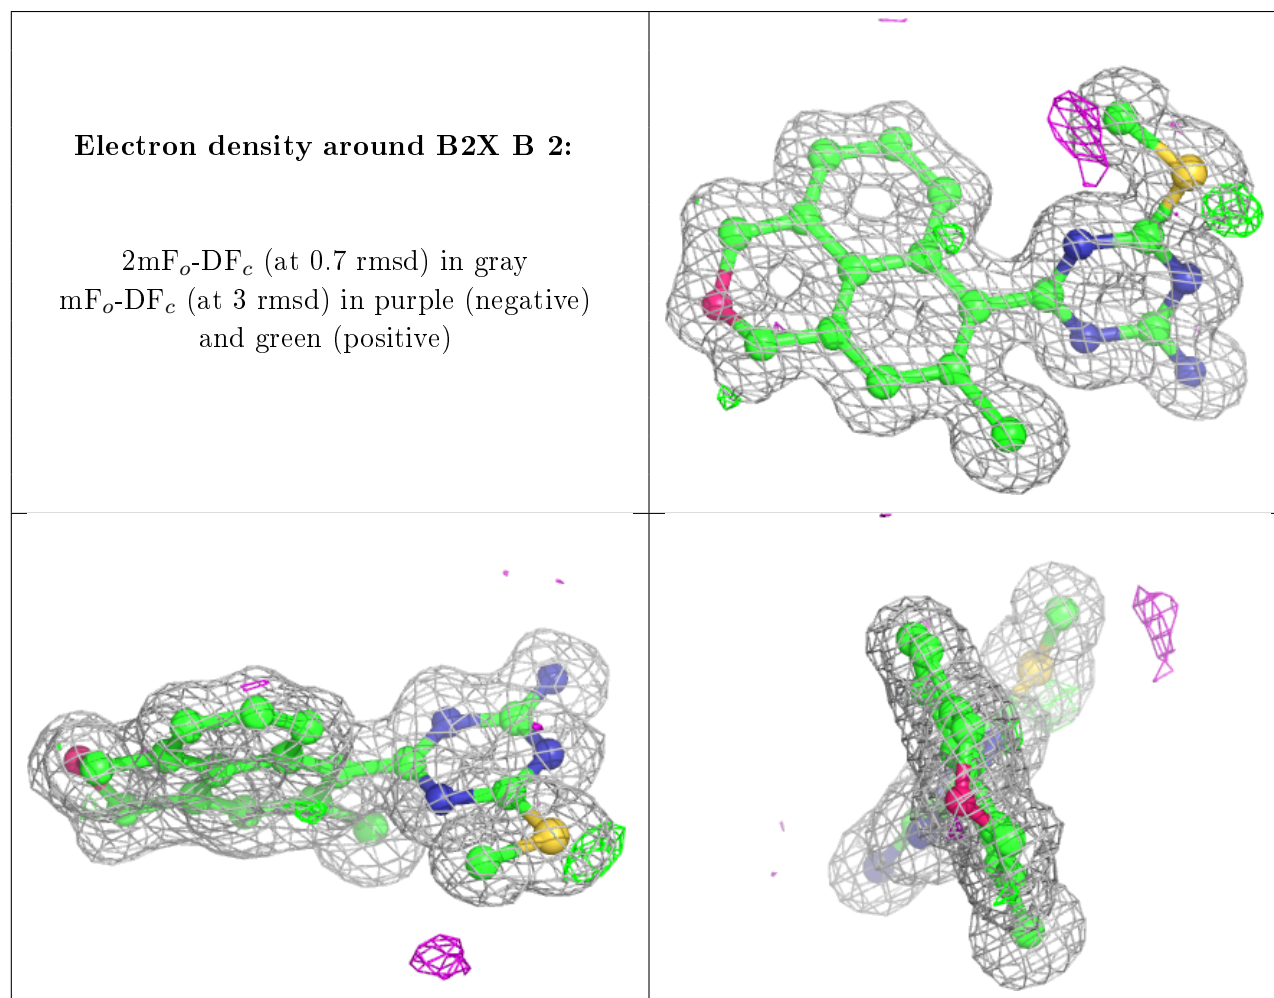 Electron density around B2X B 2:
2mFₒ-DF𝒸 (at 0.7 rmsd) in gray
mFₒ-DF𝒸 (at 3 rmsd) in purple (negative)
and green (positive)